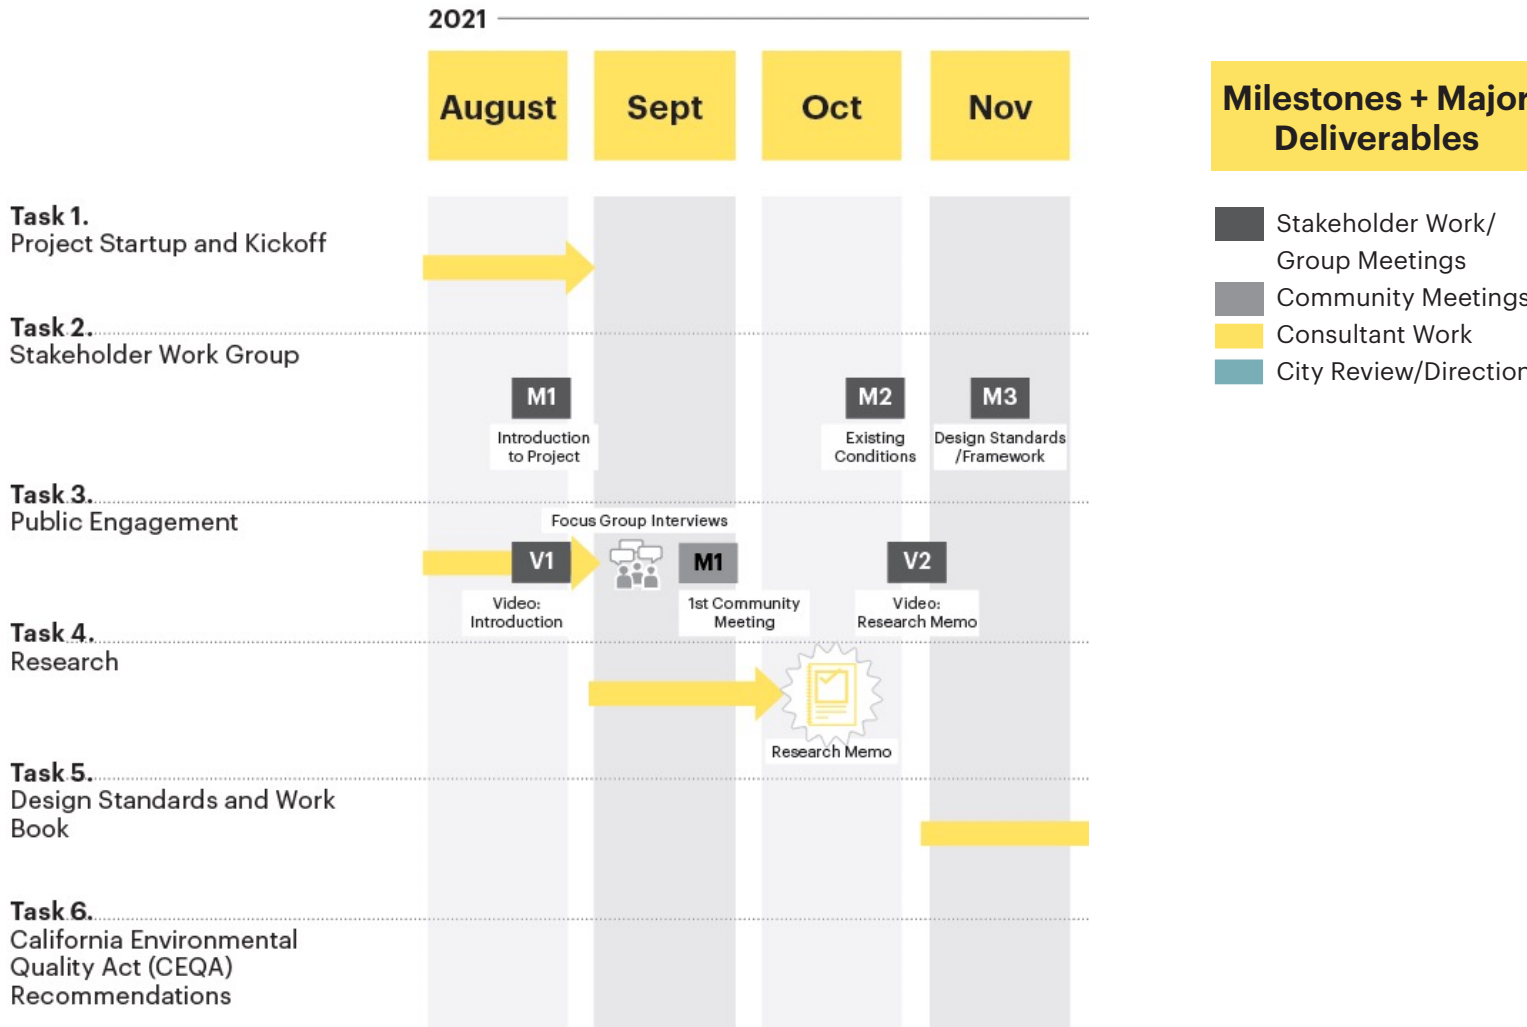 2021
August
Sept
Oct
Nov
Milestones + Major
Deliverables
Stakeholder Work/
Group Meetings
Community Meetings
Consultant Work
City Review/Direction
Task 1.
Project Startup and Kickoff
Task 2.
Stakeholder Work Group
M1
Introduction
to Project
M2
Existing
Conditions
M3
Design Standards
/Framework
Task 3.
Public Engagement
Focus Group Interviews
V1
Video:
Introduction
M1
1st Community
Meeting
V2
Video:
Research Memo
Task 4.
Research
Research Memo
Task 5.
Design Standards and Work
Book
Task 6.
California Environmental
Quality Act (CEQA)
Recommendations